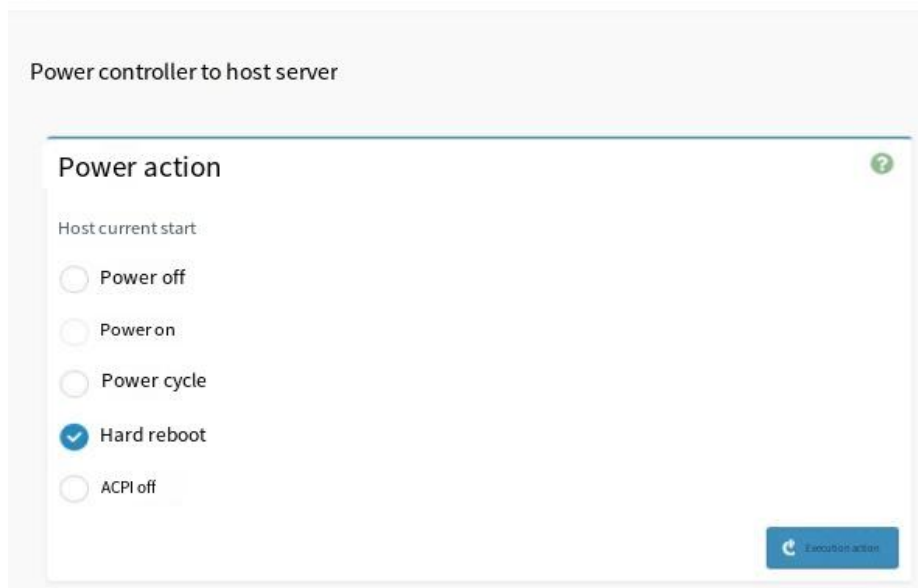 Power controller to host server
Power action
Host current start
Power off
Power on
Power cycle
Hard reboot
ACPI off
Execution action